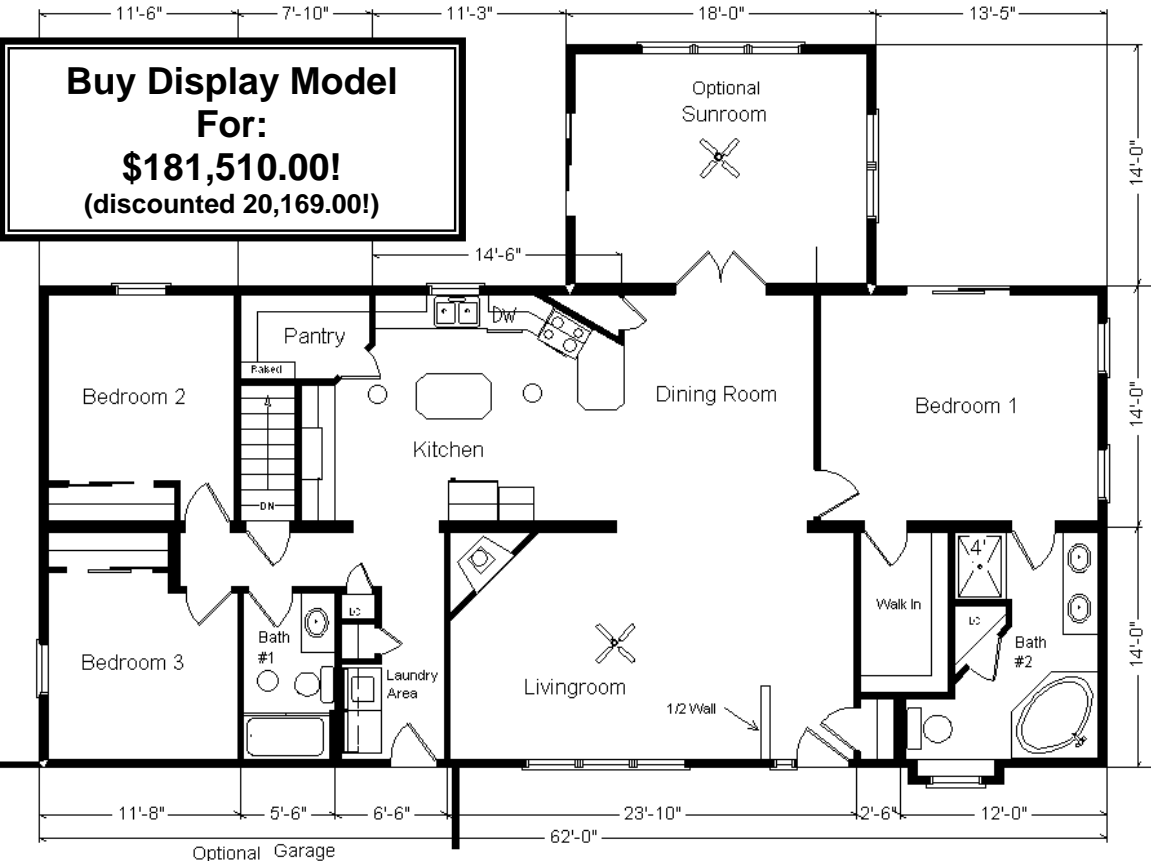 11'-6" 7'-10" 11'-3" 18'-0" 13'-5"
Buy Display Model
For:
$181,510.00!
(discounted 20,169.00!)
Optional
Sunroom
14'-0"
14'-6"
Pantry
DW
Raised
Bedroom 2
Dining Room
Bedroom 1
14'-0"
Kitchen
DN
4'
Walk In
LC
LC
Bath
#1
Bath
#2
14'-0"
Bedroom 3
Laundry
Area
Livingroom
1/2 Wall
11'-8" 5'-6" 6'-6" 23'-10" 2'-6" 12'-0"
62'-0"
Optional Garage